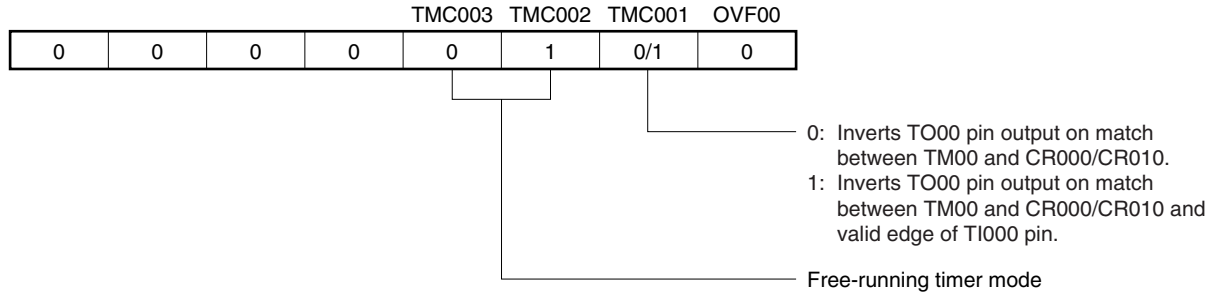 TMC003 TMC002 TMC001 OVF00
0 0 0 0 0 1 0/1 0
0: Inverts TO00 pin output on match
between TM00 and CR000/CR010.
1: Inverts TO00 pin output on match
between TM00 and CR000/CR010 and
valid edge of TI000 pin.
Free-running timer mode